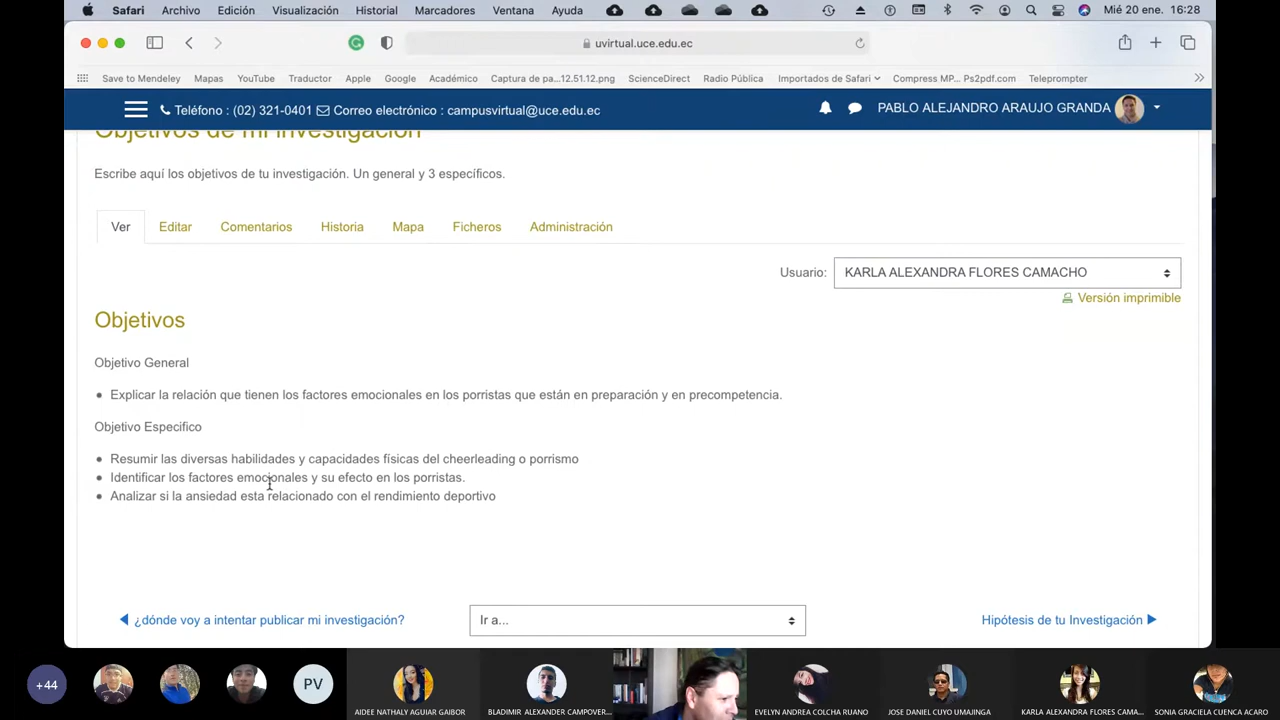 Safari Archivo Edición Visualización Historial Marcadores Ventana Ayuda Mié 20 ene. 16:28
uvirtual.uce.edu.ec
Save to Mendeley Mapas YouTube Traductor Apple Google Académico Captura de pa...12.51.12.png ScienceDirect Radio Pública Importados de Safari Compress MP... Ps2pdf.com Teleprompter
Teléfono : (02) 321-0401 Correo electrónico : campusvirtual@uce.edu.ec PABLO ALEJANDRO ARAUJO GRANDA
Objetivos de mi investigación
Escribe aquí los objetivos de tu investigación. Un general y 3 específicos.
Ver Editar Comentarios Historia Mapa Ficheros Administración
Usuario: KARLA ALEXANDRA FLORES CAMACHO
Versión imprimible
Objetivos
Objetivo General
• Explicar la relación que tienen los factores emocionales en los porristas que están en preparación y en precompetencia.
Objetivo Especifico
• Resumir las diversas habilidades y capacidades físicas del cheerleading o porrismo
• Identificar los factores emocionales y su efecto en los porristas.
• Analizar si la ansiedad esta relacionado con el rendimiento deportivo
¿dónde voy a intentar publicar mi investigación? Ir a... Hipótesis de tu Investigación
+44 PV
AIDEE NATHALY AGUIAR GAIBOR BLADIMIR ALEXANDER CAMPOVER... EVELYN ANDREA COLCHA RUANO JOSE DANIEL CUYO UMAJINGA KARLA ALEXANDRA FLORES CAMA... SONIA GRACIELA CUENCA ACARO